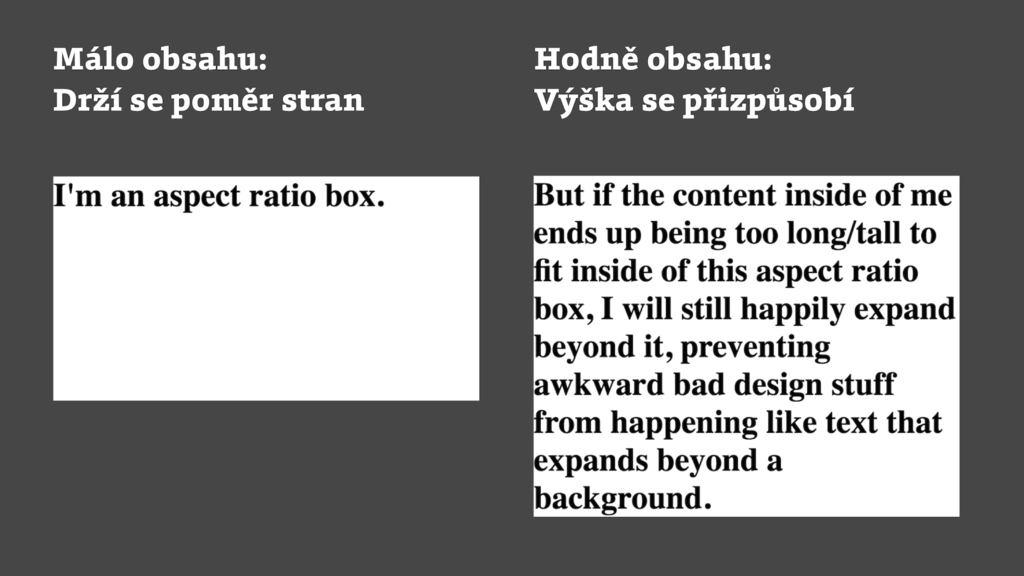 Málo obsahu:
Drží se poměr stran
I'm an aspect ratio box.
Hodně obsahu:
Výška se přizpůsobí
But if the content inside of me
ends up being too long/tall to
fit inside of this aspect ratio
box, I will still happily expand
beyond it, preventing
awkward bad design stuff
from happening like text that
expands beyond a
background.